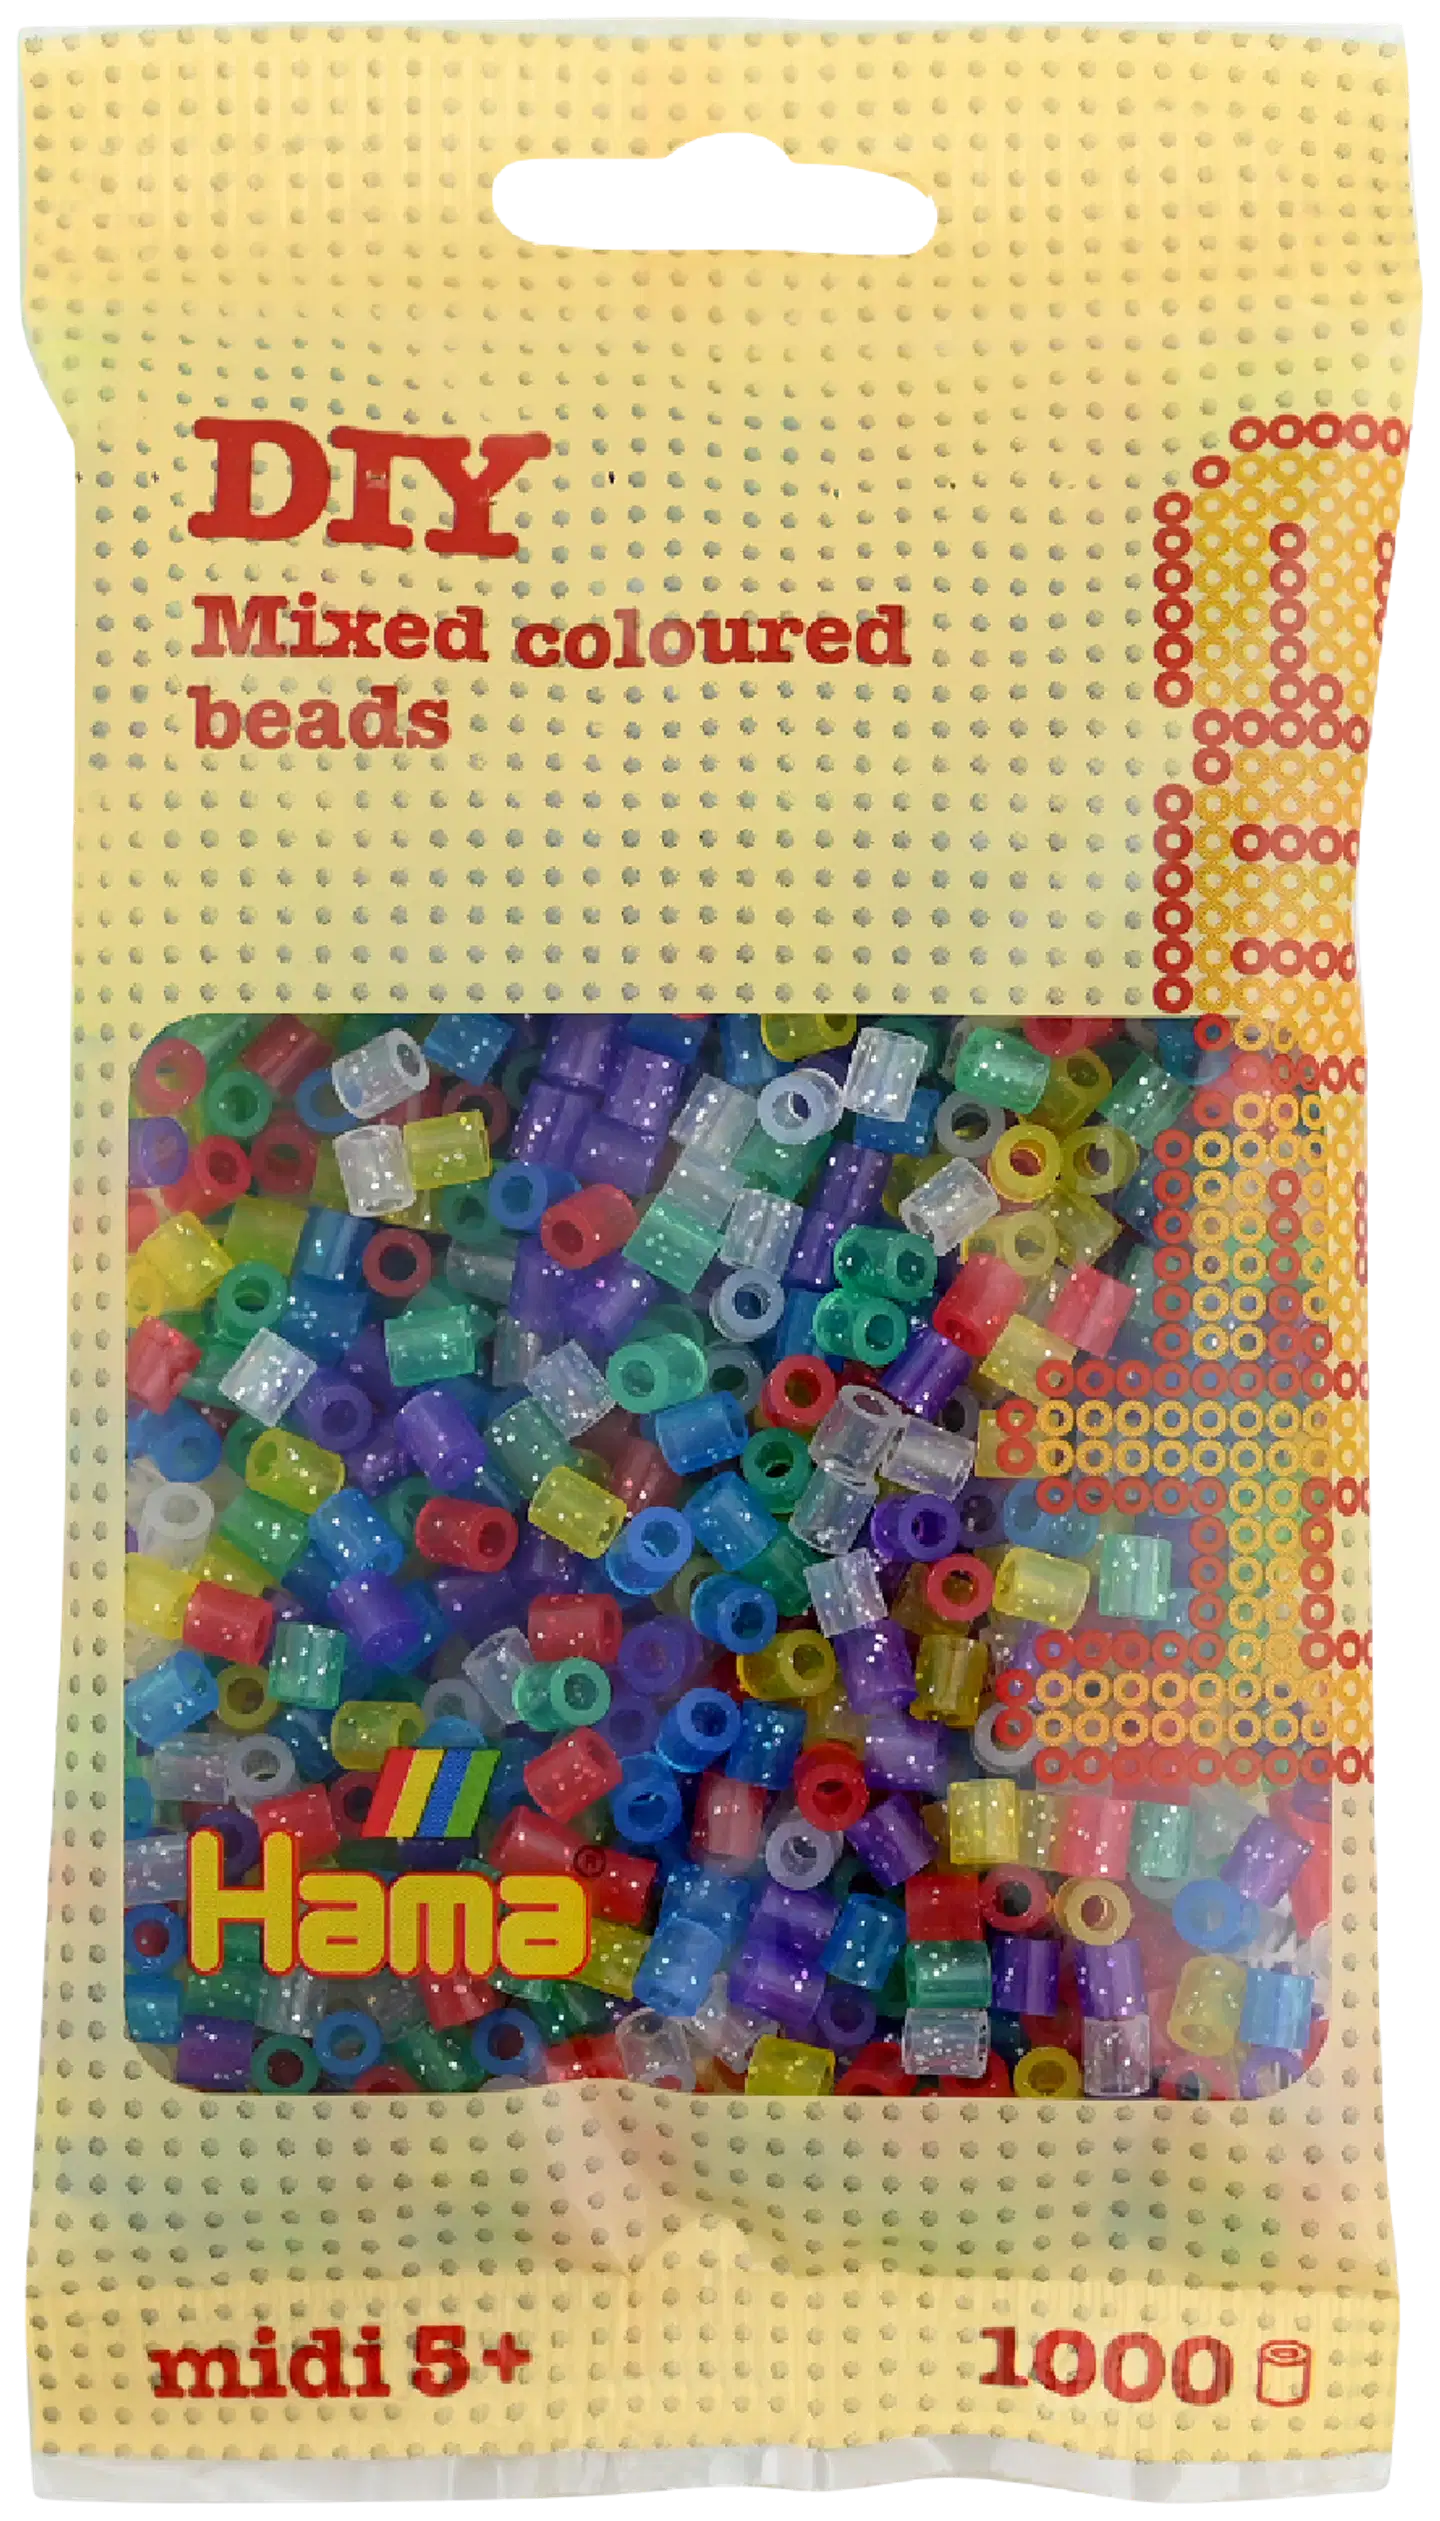 DIY
Mixed coloured
beads
Hama®
midi 5+
1000